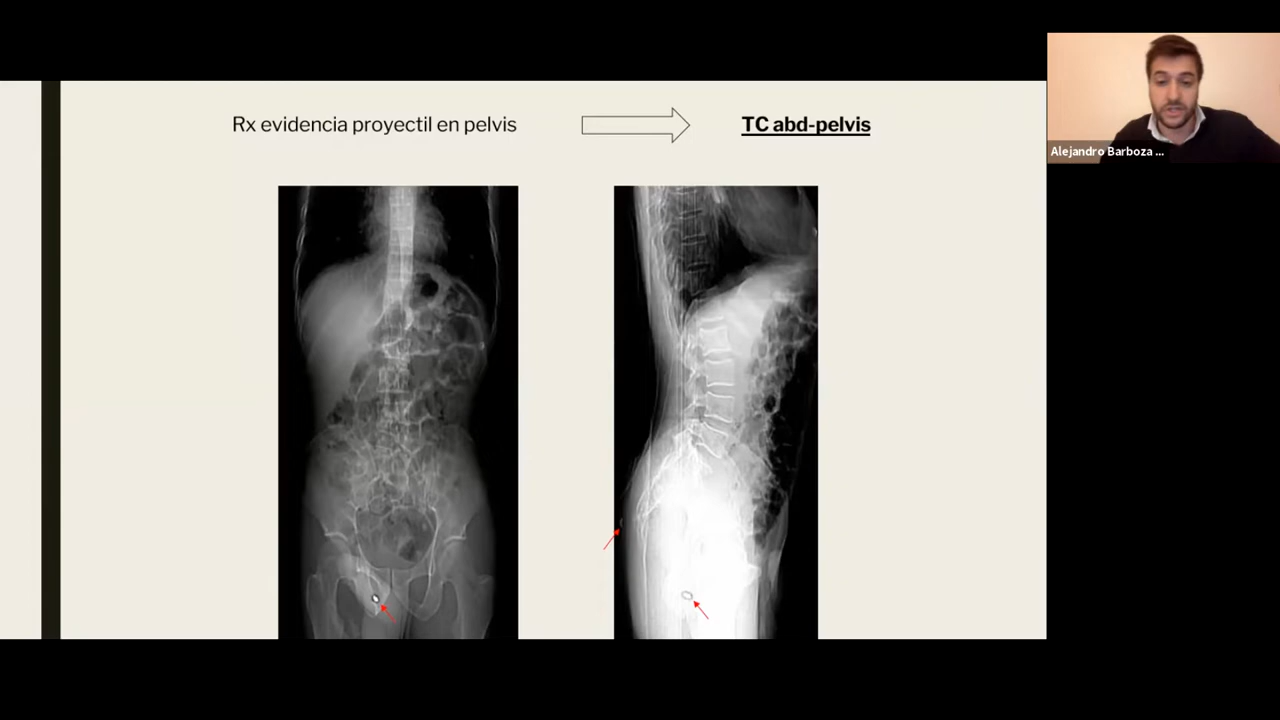 Rx evidencia proyectil en pelvis
TC abd-pelvis
Alejandro Barboza ...